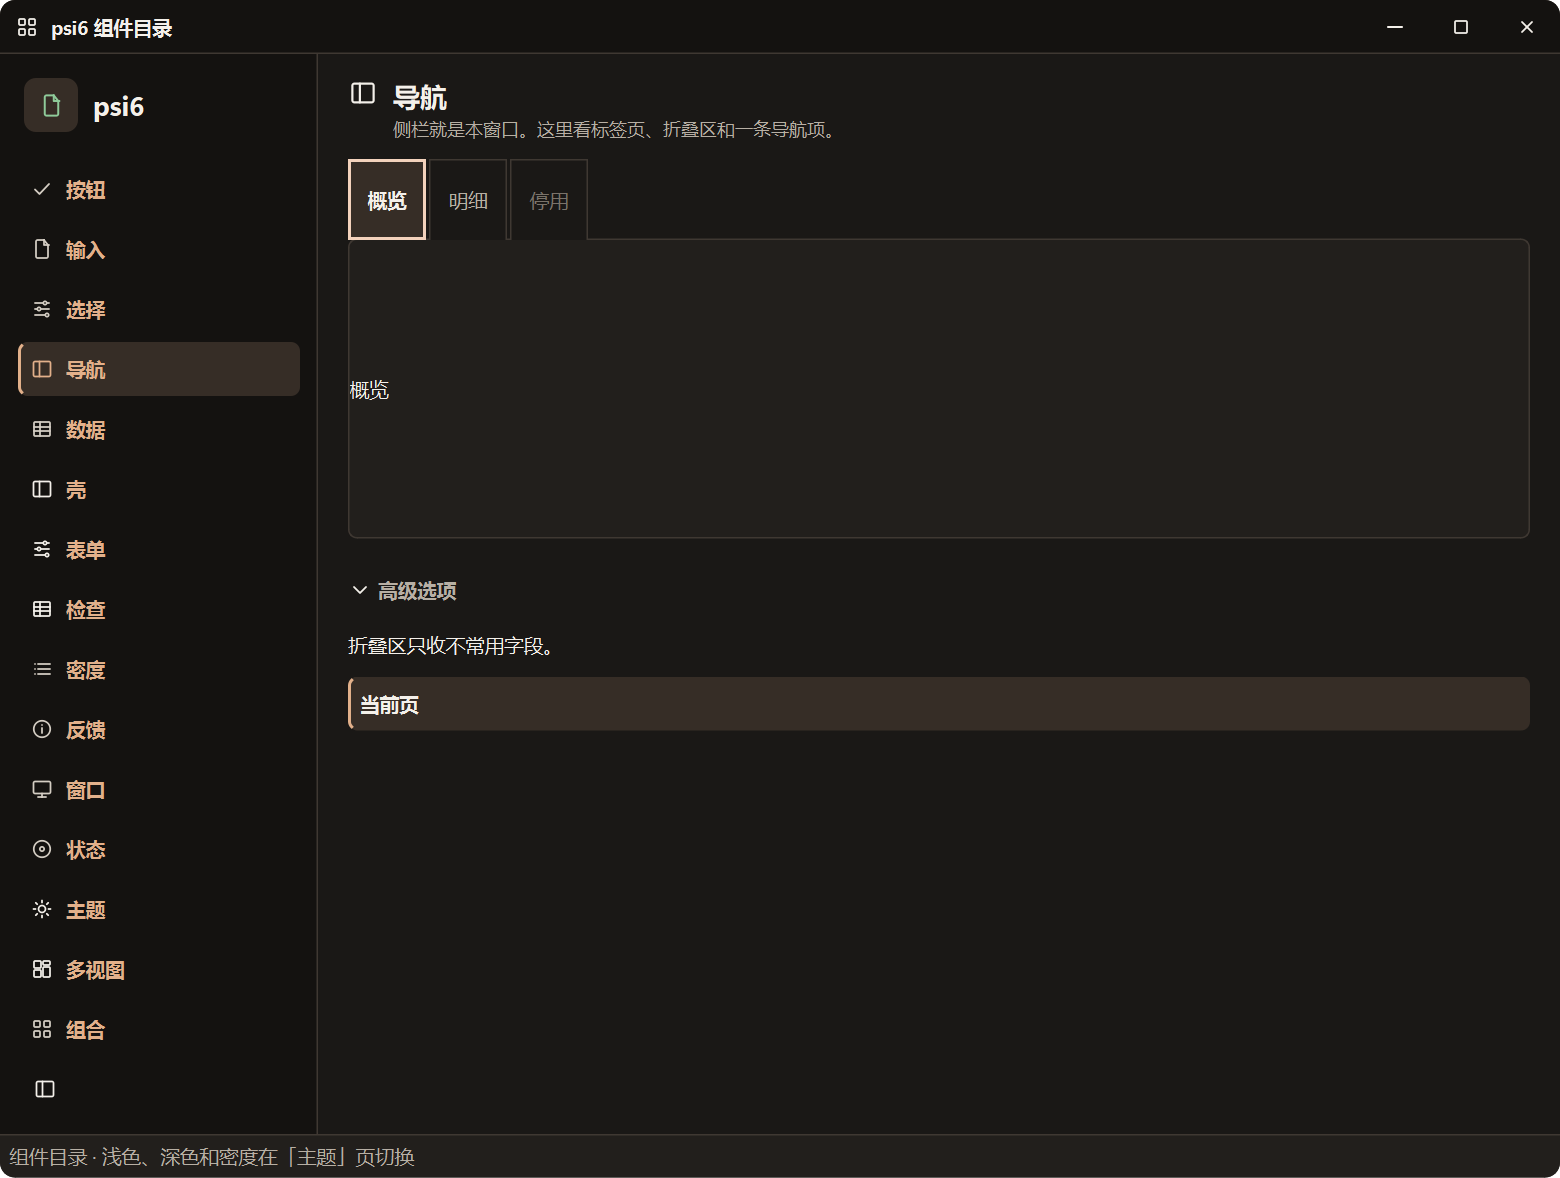 psi6 组件目录
psi6
按钮
输入
选择
导航
数据
壳
表单
检查
密度
反馈
窗口
状态
主题
多视图
组合
导航
侧栏就是本窗口。这里看标签页、折叠区和一条导航项。
概览 明细 停用
概览
高级选项
折叠区只收不常用字段。
当前页
组件目录 · 浅色、深色和密度在「主题」页切换